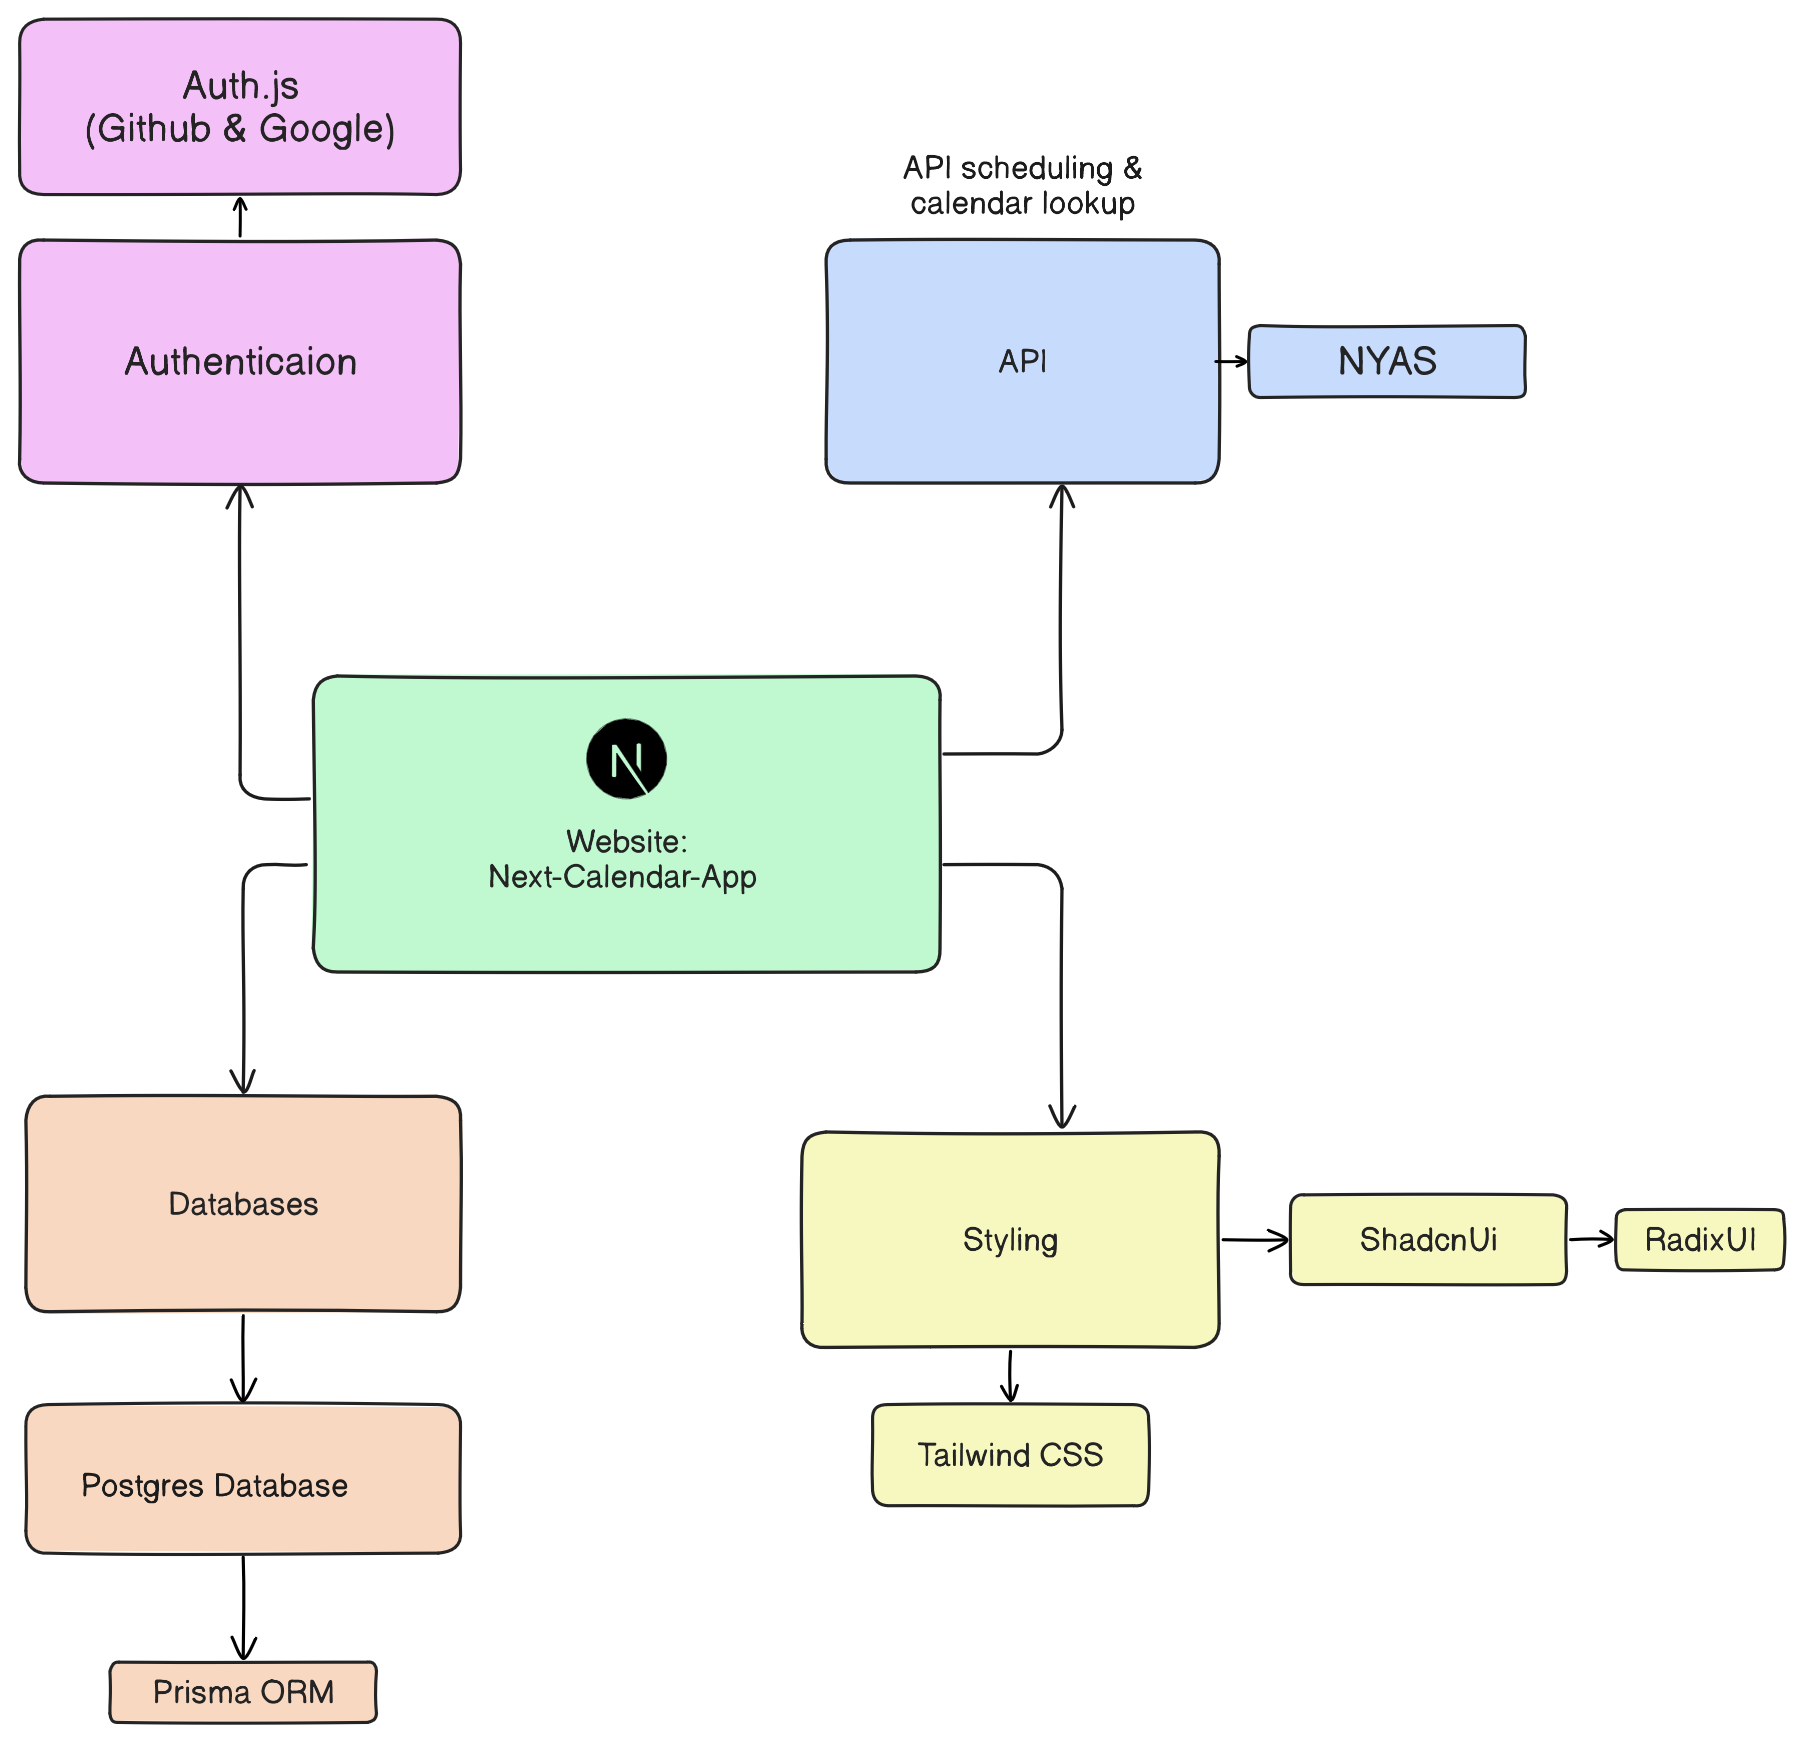 Auth.js
(Github & Google)
API scheduling &
calendar lookup
Authenticaion
API
NYAS
N
Website:
Next-Calendar-App
Databases
Styling
ShadcnUi
RadixUI
Tailwind CSS
Postgres Database
Prisma ORM